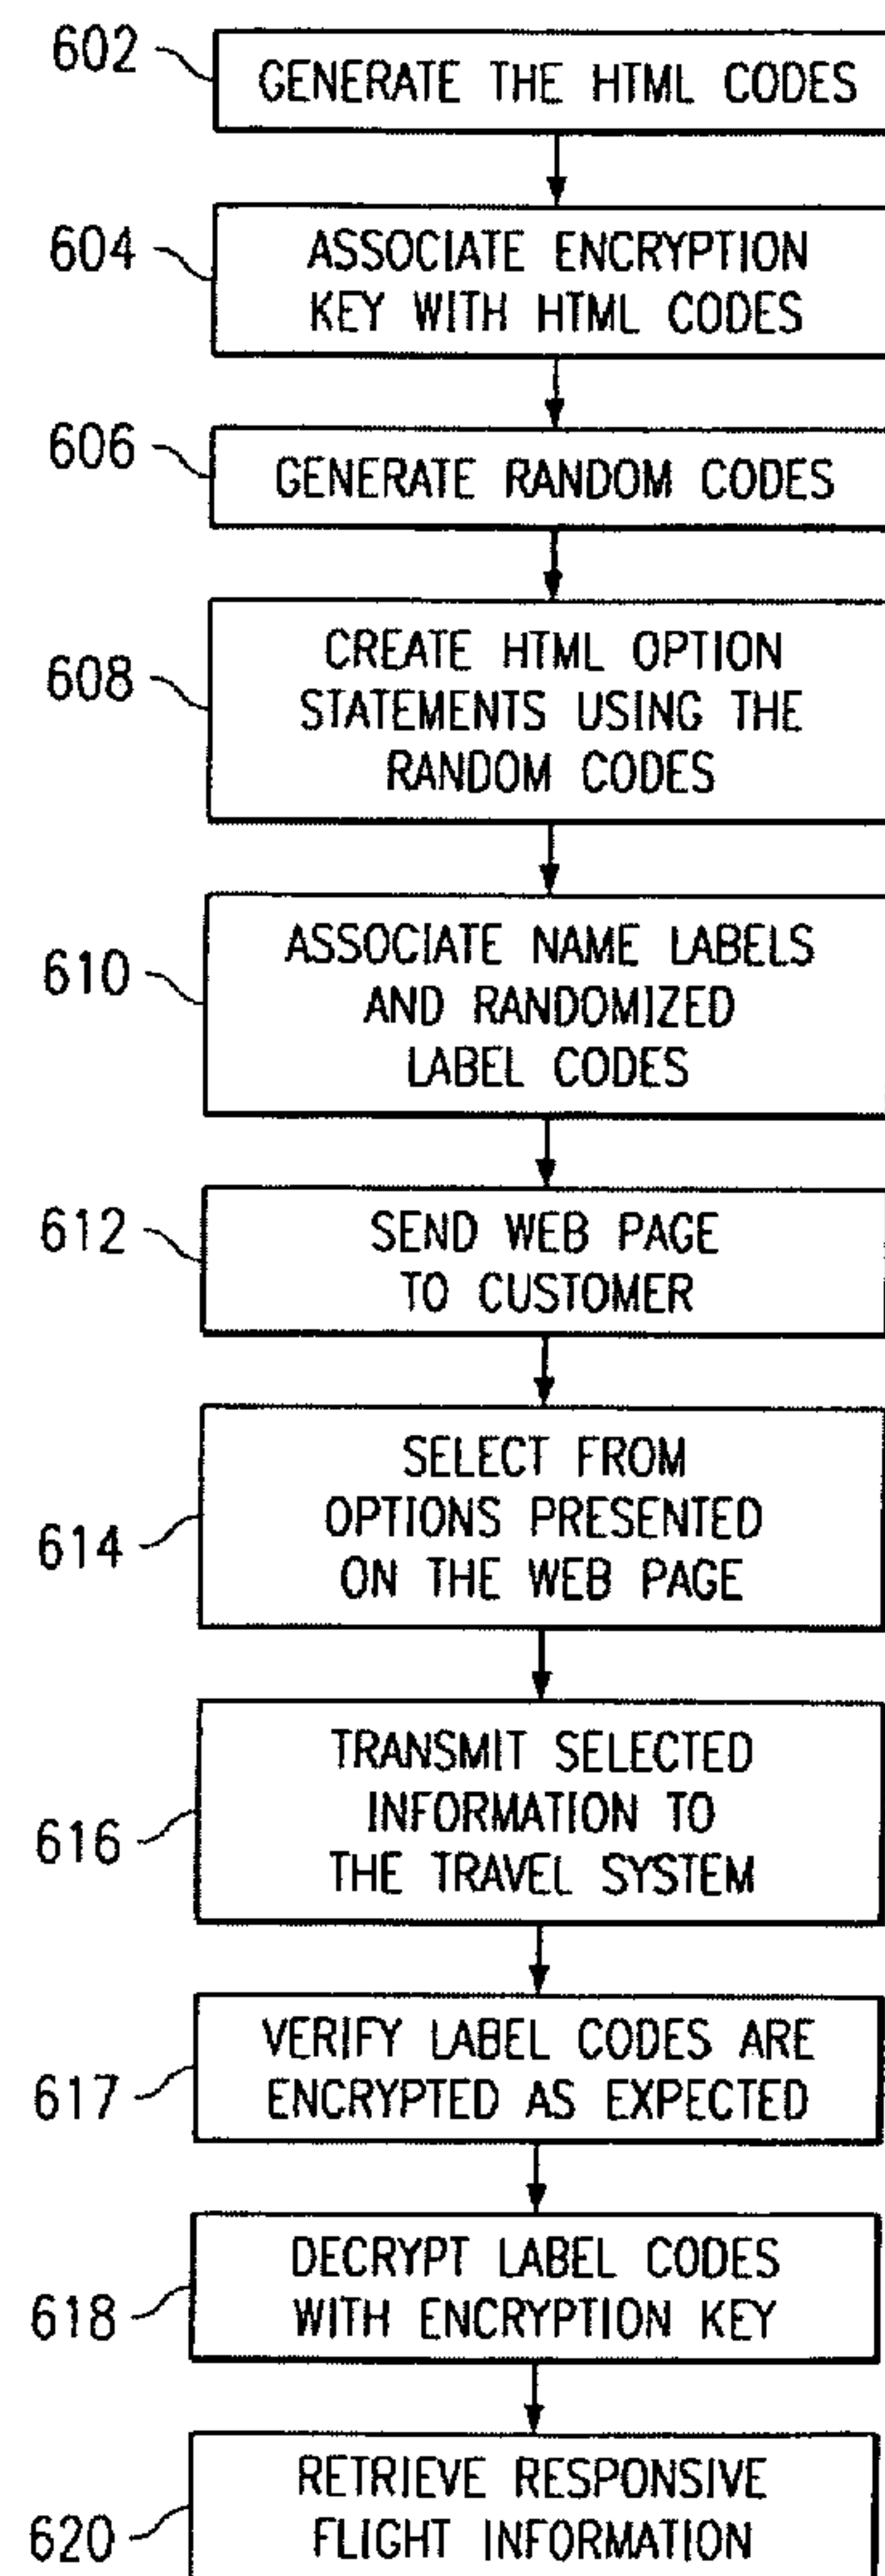 602
GENERATE THE HTML CODES
604
ASSOCIATE ENCRYPTION
KEY WITH HTML CODES
606
GENERATE RANDOM CODES
608
CREATE HTML OPTION
STATEMENTS USING THE
RANDOM CODES
610
ASSOCIATE NAME LABELS
AND RANDOMIZED
LABEL CODES
612
SEND WEB PAGE
TO CUSTOMER
614
SELECT FROM
OPTIONS PRESENTED
ON THE WEB PAGE
616
TRANSMIT SELECTED
INFORMATION TO
THE TRAVEL SYSTEM
617
VERIFY LABEL CODES ARE
ENCRYPTED AS EXPECTED
618
DECRYPT LABEL CODES
WITH ENCRYPTION KEY
620
RETRIEVE RESPONSIVE
FLIGHT INFORMATION